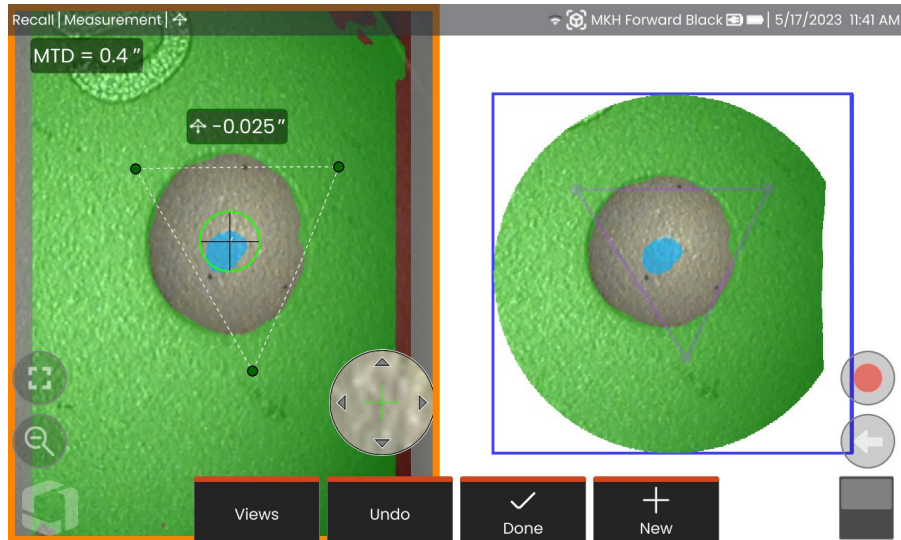 Recall | Measurement |
MKH Forward Black | 5/17/2023 11:41 AM
MTD = 0.4 "
-0.025"
Views
Undo
Done
New